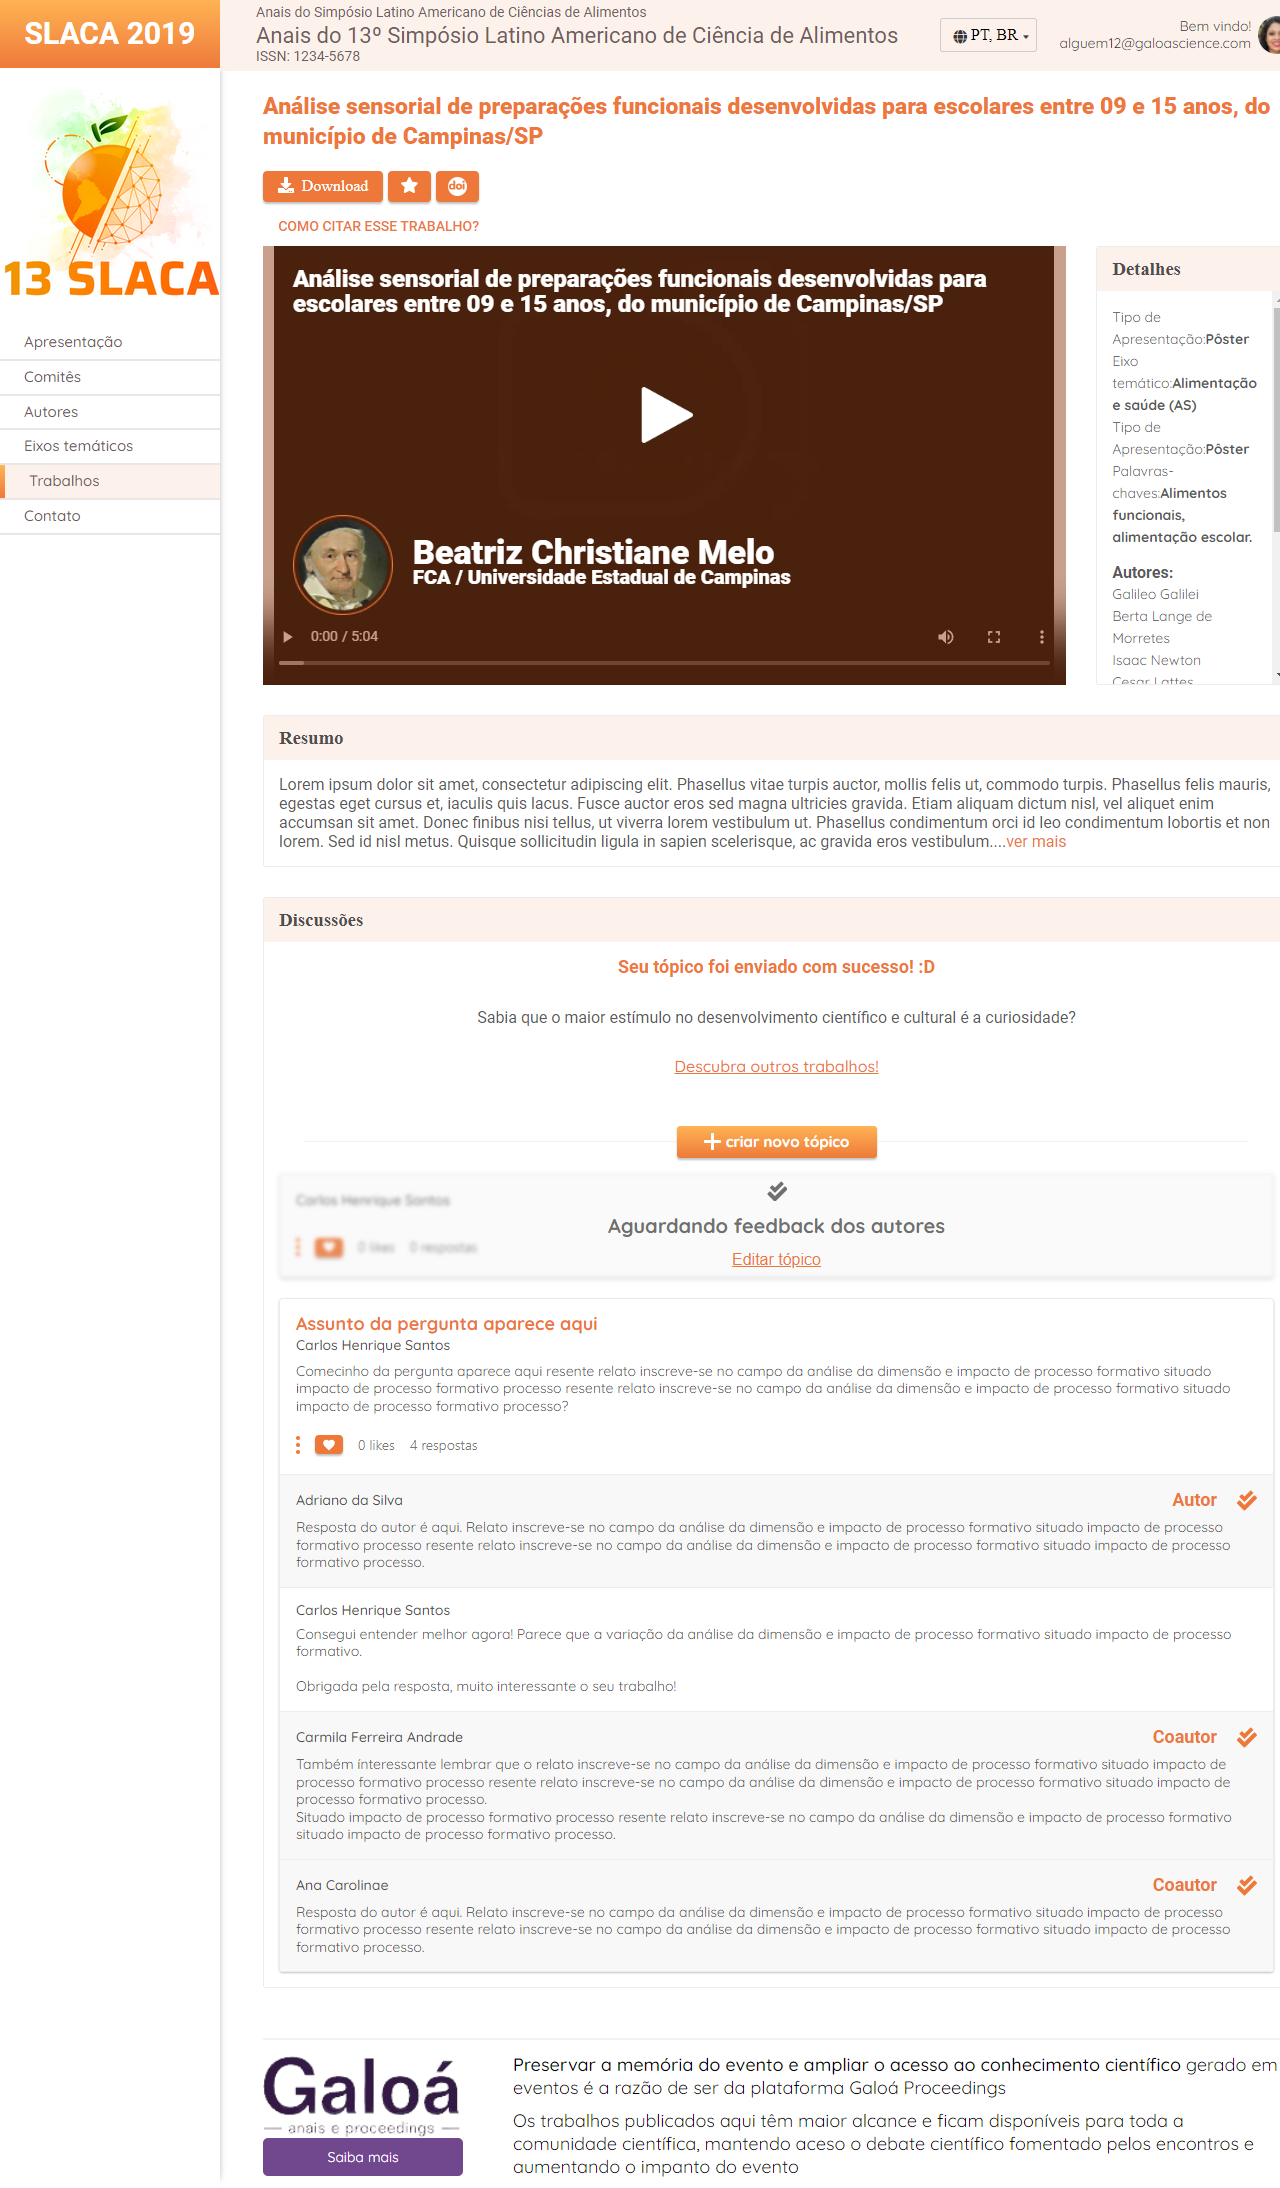 SLACA 2019
Anais do Simpósio Latino Americano de Ciências de Alimentos
Anais do 13º Simpósio Latino Americano de Ciência de Alimentos
ISSN: 1234-5678
PT, BR
Bem vindo!
alguem12@galoascience.com
13 SLACA
Apresentação
Comitês
Autores
Eixos temáticos
Trabalhos
Contato
Análise sensorial de preparações funcionais desenvolvidas para escolares entre 09 e 15 anos, do
município de Campinas/SP
Download
doi
COMO CITAR ESSE TRABALHO?
Análise sensorial de preparações funcionais desenvolvidas para
escolares entre 09 e 15 anos, do município de Campinas/SP
Beatriz Christiane Melo
FCA / Universidade Estadual de Campinas
0:00 / 5:04
Detalhes
Tipo de
Apresentação:Pôster
Eixo
temático:Alimentação
e saúde (AS)
Tipo de
Apresentação:Pôster
Palavras-
chaves:Alimentos
funcionais,
alimentação escolar.
Autores:
Galileo Galilei
Berta Lange de
Morretes
Isaac Newton
Cesar Lattes
Resumo
Lorem ipsum dolor sit amet, consectetur adipiscing elit. Phasellus vitae turpis auctor, mollis felis ut, commodo turpis. Phasellus felis mauris,
egestas eget cursus et, iaculis quis lacus. Fusce auctor eros sed magna ultricies gravida. Etiam aliquam dictum nisl, vel aliquet enim
accumsan sit amet. Donec finibus nisi tellus, ut viverra lorem vestibulum ut. Phasellus condimentum orci id leo condimentum lobortis et non
lorem. Sed id nisl metus. Quisque sollicitudin ligula in sapien scelerisque, ac gravida eros vestibulum....ver mais
Discussões
Seu tópico foi enviado com sucesso! :D
Sabia que o maior estímulo no desenvolvimento científico e cultural é a curiosidade?
Descubra outros trabalhos!
criar novo tópico
Carlos Henrique Santos
Aguardando feedback dos autores
0 likes 0 respostas
Editar tópico
Assunto da pergunta aparece aqui
Carlos Henrique Santos
Comecinho da pergunta aparece aqui resente relato inscreve-se no campo da análise da dimensão e impacto de processo formativo situado
impacto de processo formativo processo resente relato inscreve-se no campo da análise da dimensão e impacto de processo formativo situado
impacto de processo formativo processo?
0 likes 4 respostas
Adriano da Silva
Autor
Resposta do autor é aqui. Relato inscreve-se no campo da análise da dimensão e impacto de processo formativo situado impacto de processo
formativo processo resente relato inscreve-se no campo da análise da dimensão e impacto de processo formativo situado impacto de processo
formativo processo.
Carlos Henrique Santos
Consegui entender melhor agora! Parece que a variação da análise da dimensão e impacto de processo formativo situado impacto de processo
formativo.
Obrigada pela resposta, muito interessante o seu trabalho!
Carmila Ferreira Andrade
Coautor
Também interessante lembrar que o relato inscreve-se no campo da análise da dimensão e impacto de processo formativo situado impacto de
processo formativo processo resente relato inscreve-se no campo da análise da dimensão e impacto de processo formativo situado impacto de
processo formativo processo.
Situado impacto de processo formativo processo resente relato inscreve-se no campo da análise da dimensão e impacto de processo formativo
situado impacto de processo formativo processo.
Ana Carolinae
Coautor
Resposta do autor é aqui. Relato inscreve-se no campo da análise da dimensão e impacto de processo formativo situado impacto de processo
formativo processo resente relato inscreve-se no campo da análise da dimensão e impacto de processo formativo situado impacto de processo
formativo processo.
Galoá
anais e proceedings
Saiba mais
Preservar a memória do evento e ampliar o acesso ao conhecimento científico gerado em
eventos é a razão de ser da plataforma Galoá Proceedings
Os trabalhos publicados aqui têm maior alcance e ficam disponíveis para toda a
comunidade científica, mantendo aceso o debate científico fomentado pelos encontros e
aumentando o impanto do evento